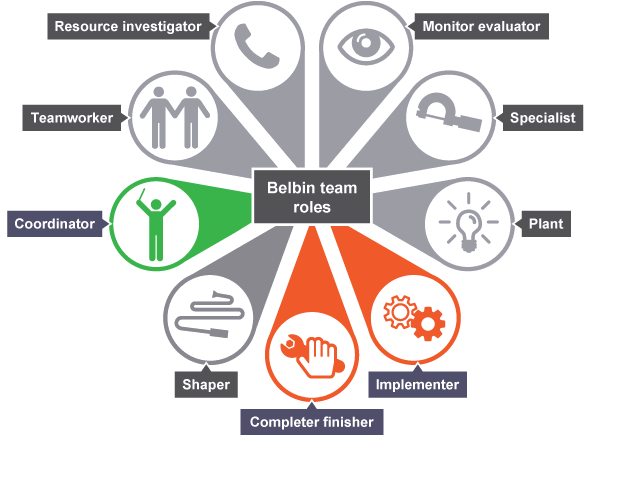 Resource investigator
Monitor evaluator
Teamworker
Specialist
Belbin team
roles
Coordinator
Plant
Shaper
Implementer
Completer finisher